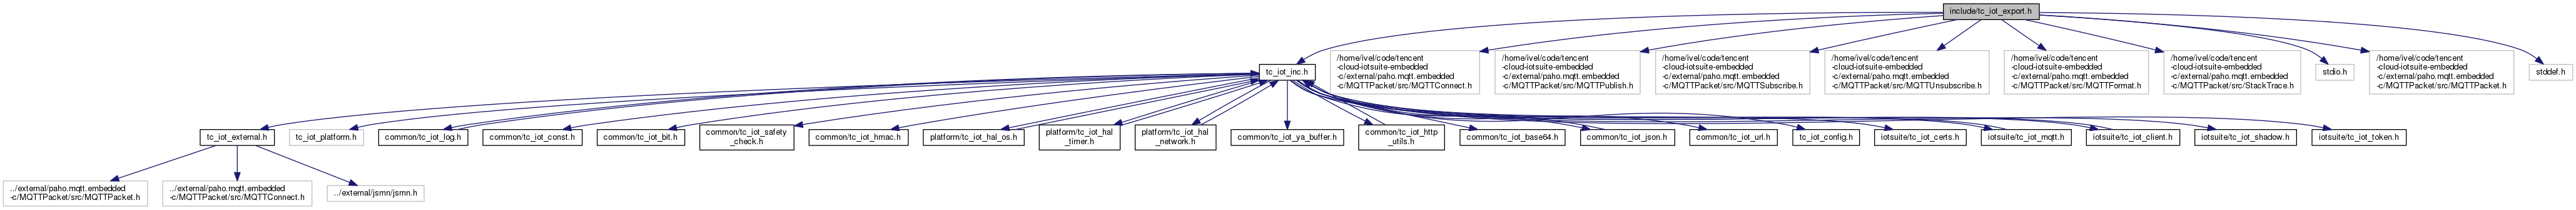 include/tc_iot_export.h
tc_iot_inc.h
/home/ivel/code/tencent
-cloud-iotsuite-embedded
-c/external/paho.mqtt.embedded
-c/MQTTPacket/src/MQTTConnect.h
/home/ivel/code/tencent
-cloud-iotsuite-embedded
-c/external/paho.mqtt.embedded
-c/MQTTPacket/src/MQTTPublish.h
/home/ivel/code/tencent
-cloud-iotsuite-embedded
-c/external/paho.mqtt.embedded
-c/MQTTPacket/src/MQTTSubscribe.h
/home/ivel/code/tencent
-cloud-iotsuite-embedded
-c/external/paho.mqtt.embedded
-c/MQTTPacket/src/MQTTUnsubscribe.h
/home/ivel/code/tencent
-cloud-iotsuite-embedded
-c/external/paho.mqtt.embedded
-c/MQTTPacket/src/MQTTFormat.h
/home/ivel/code/tencent
-cloud-iotsuite-embedded
-c/external/paho.mqtt.embedded
-c/MQTTPacket/src/StackTrace.h
stdio.h
/home/ivel/code/tencent
-cloud-iotsuite-embedded
-c/external/paho.mqtt.embedded
-c/MQTTPacket/src/MQTTPacket.h
stddef.h
tc_iot_external.h
tc_iot_platform.h
common/tc_iot_log.h
common/tc_iot_const.h
common/tc_iot_bit.h
common/tc_iot_safety
_check.h
common/tc_iot_hmac.h
platform/tc_iot_hal_os.h
platform/tc_iot_hal
_timer.h
platform/tc_iot_hal
_network.h
common/tc_iot_ya_buffer.h
common/tc_iot_http
_utils.h
common/tc_iot_base64.h
common/tc_iot_json.h
common/tc_iot_url.h
tc_iot_config.h
iotsuite/tc_iot_certs.h
iotsuite/tc_iot_mqtt.h
iotsuite/tc_iot_client.h
iotsuite/tc_iot_shadow.h
iotsuite/tc_iot_token.h
../external/paho.mqtt.embedded
-c/MQTTPacket/src/MQTTPacket.h
../external/paho.mqtt.embedded
-c/MQTTPacket/src/MQTTConnect.h
../external/jsmn/jsmn.h